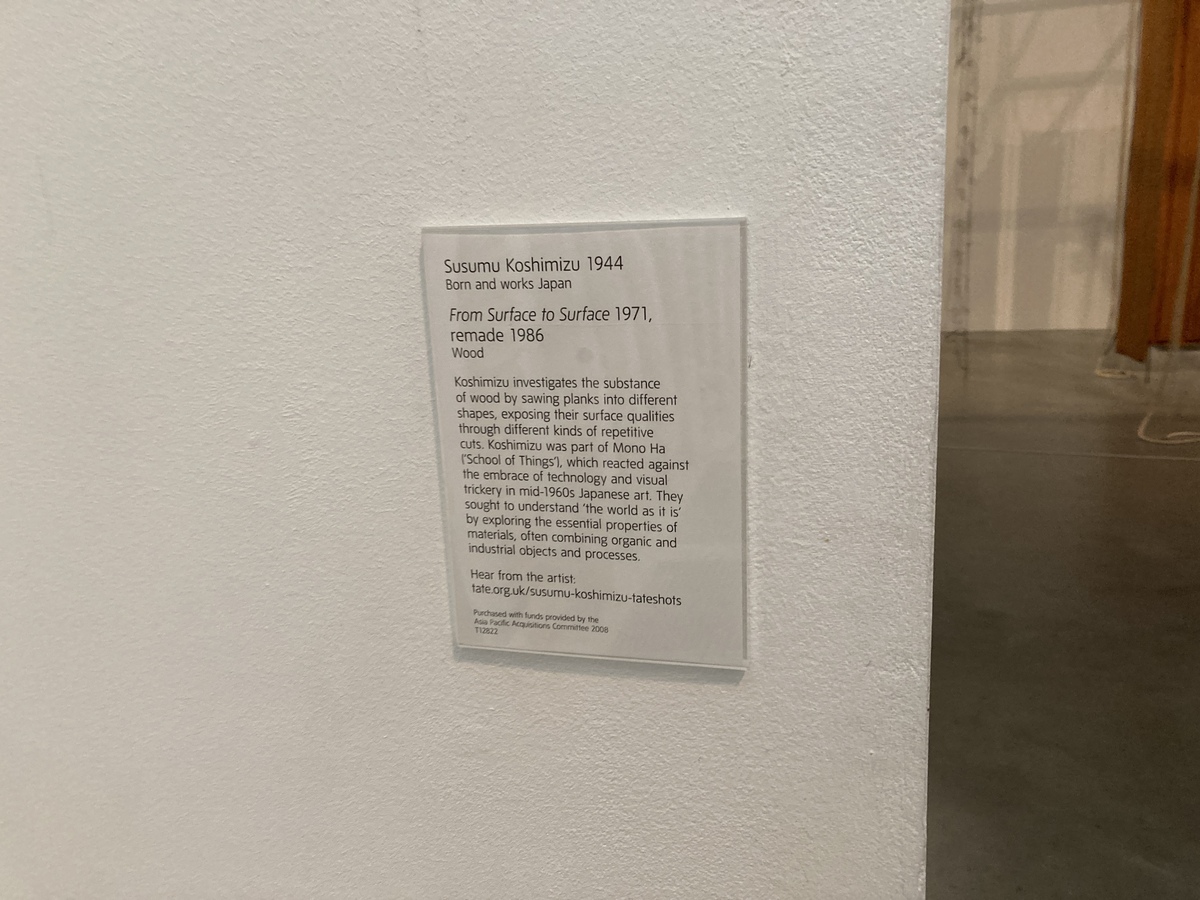 Susumu Koshimizu 1944
Born and works Japan
From Surface to Surface 1971,
remade 1986
Wood
Koshimizu investigates the substance
of wood by sawing planks into different
shapes, exposing their surface qualities
through different kinds of repetitive
cuts. Koshimizu was part of Mono Ha
('School of Things'), which reacted against
the embrace of technology and visual
trickery in mid-1960s Japanese art. They
sought to understand 'the world as it is'
by exploring the essential properties of
materials, often combining organic and
industrial objects and processes.
Hear from the artist:
tate.org.uk/susumu-koshimizu-tateshots
Purchased with funds provided by the
Asia Pacific Acquisitions Committee 2008
T12822